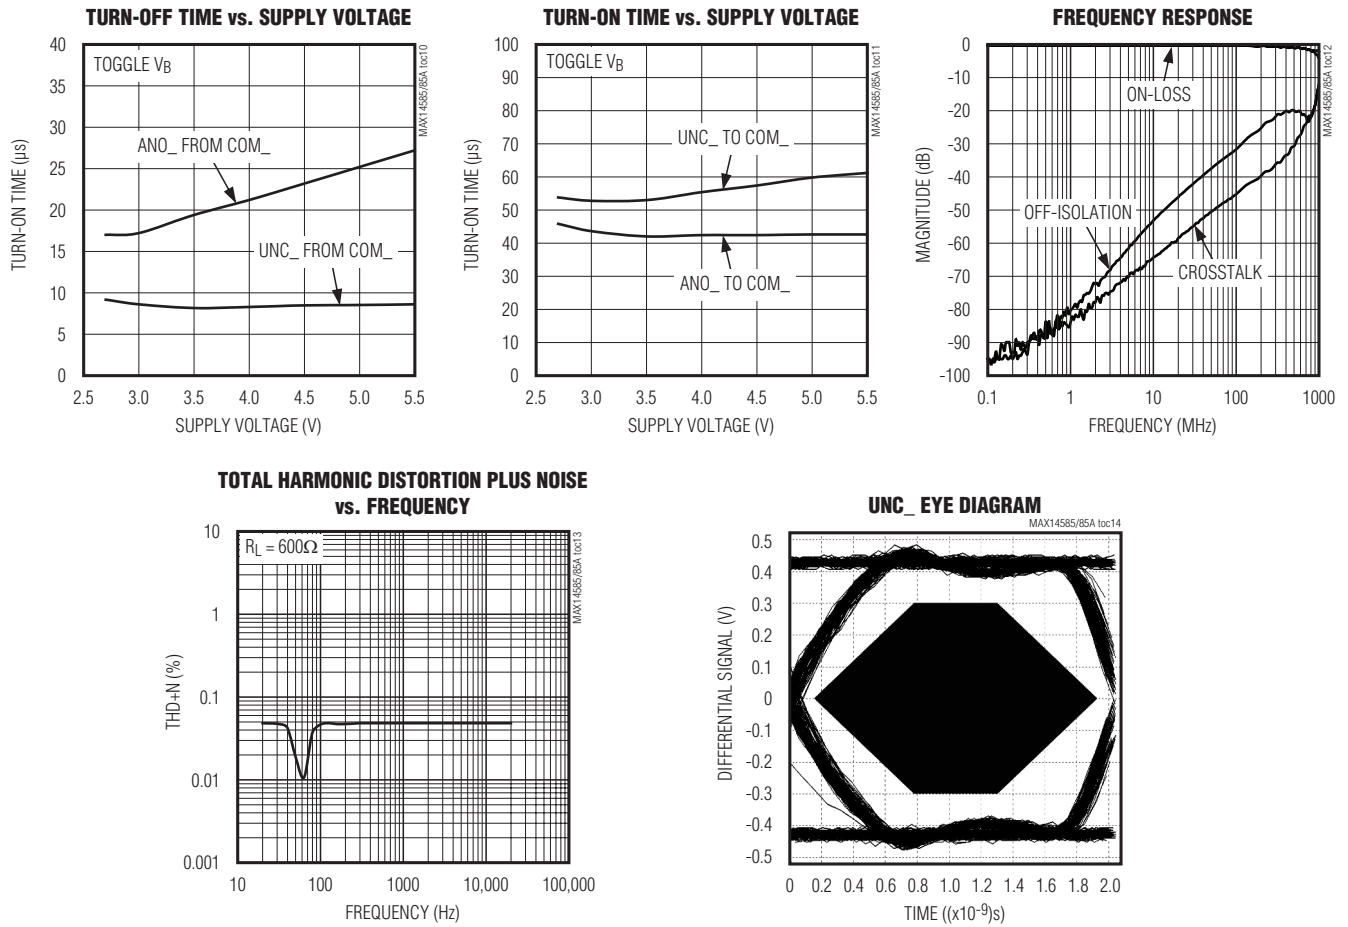 TURN-OFF TIME vs. SUPPLY VOLTAGE
MAX14585/85A toc10
TOGGLE VB
ANO_ FROM COM_
UNC_ FROM COM_
TURN-ON TIME (µs)
40
35
30
25
20
15
10
5
0
2.5 3.0 3.5 4.0 4.5 5.0 5.5
SUPPLY VOLTAGE (V)
TURN-ON TIME vs. SUPPLY VOLTAGE
MAX14585/85A toc11
TOGGLE VB
UNC_ TO COM_
ANO_ TO COM_
TURN-ON TIME (µs)
100
90
80
70
60
50
40
30
20
10
0
2.5 3.0 3.5 4.0 4.5 5.0 5.5
SUPPLY VOLTAGE (V)
FREQUENCY RESPONSE
MAX14585/85A toc12
ON-LOSS
OFF-ISOLATION
CROSSTALK
MAGNITUDE (dB)
0
-10
-20
-30
-40
-50
-60
-70
-80
-90
-100
0.1 1 10 100 1000
FREQUENCY (MHz)
TOTAL HARMONIC DISTORTION PLUS NOISE
vs. FREQUENCY
MAX14585/85A toc13
RL = 600Ω
THD+N (%)
10
1
0.1
0.01
0.001
10 100 1000 10,000 100,000
FREQUENCY (Hz)
UNC_ EYE DIAGRAM
MAX14585/85A toc14
DIFFERENTIAL SIGNAL (V)
0.5
0.4
0.3
0.2
0.1
0
-0.1
-0.2
-0.3
-0.4
-0.5
0 0.2 0.4 0.6 0.8 1.0 1.2 1.4 1.6 1.8 2.0
TIME ((x10-9)s)